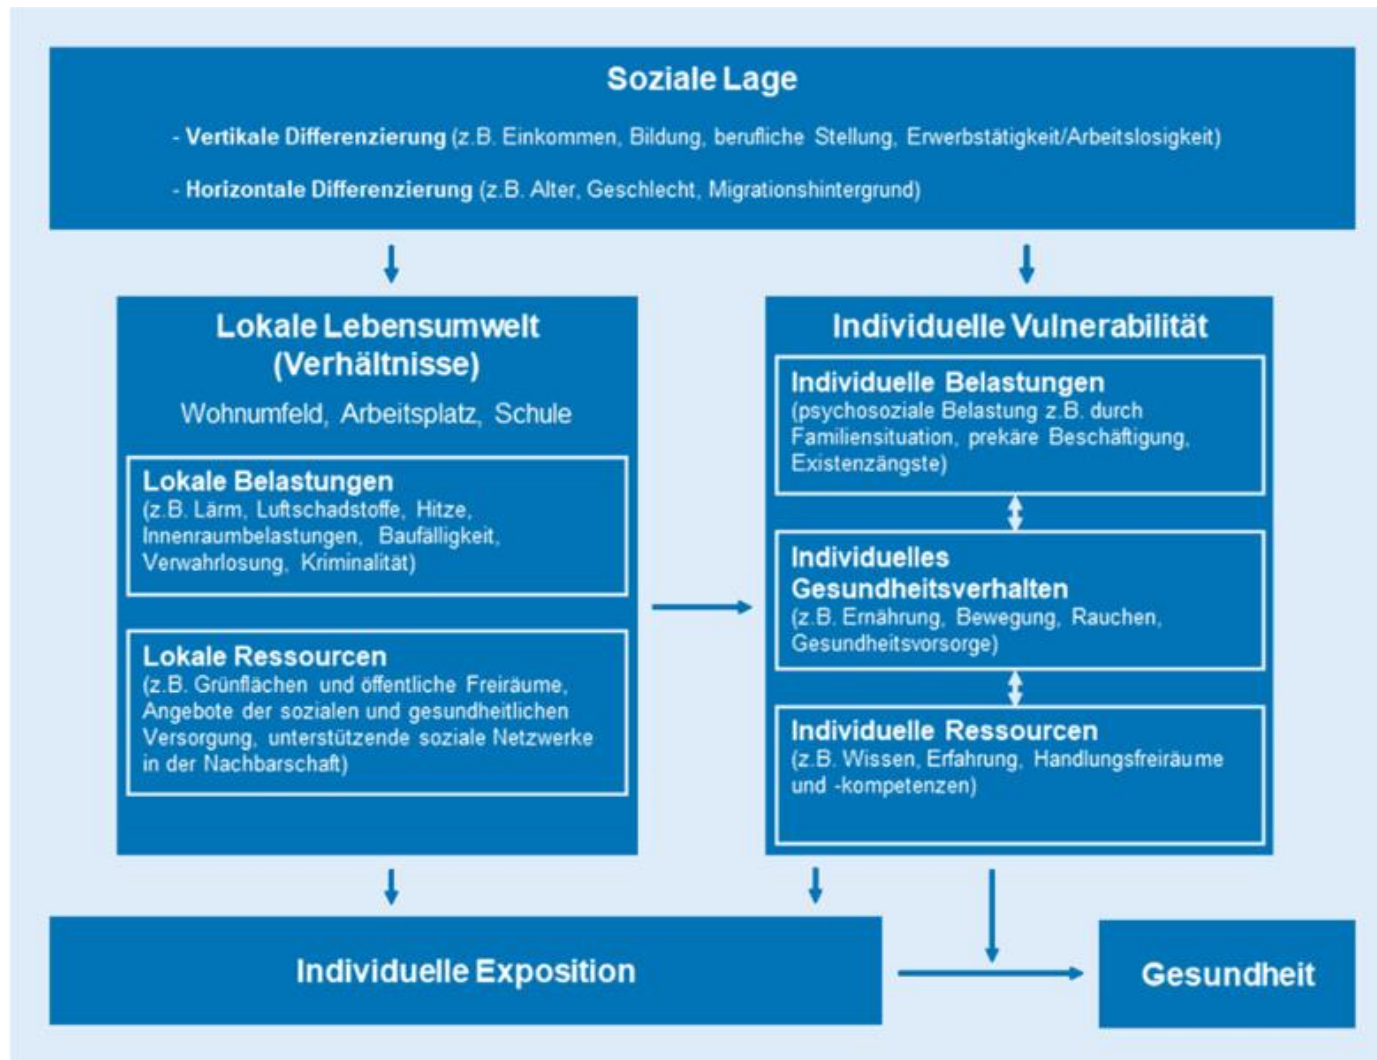 Soziale Lage
- Vertikale Differenzierung (z.B. Einkommen, Bildung, berufliche Stellung, Erwerbstätigkeit/Arbeitslosigkeit)
- Horizontale Differenzierung (z.B. Alter, Geschlecht, Migrationshintergrund)
Lokale Lebensumwelt
(Verhältnisse)
Wohnumfeld, Arbeitsplatz, Schule
Lokale Belastungen
(z.B. Lärm, Luftschadstoffe, Hitze,
Innenraumbelastungen, Baufälligkeit,
Verwahrlosung, Kriminalität)
Lokale Ressourcen
(z.B. Grünflächen und öffentliche Freiräume,
Angebote der sozialen und gesundheitlichen
Versorgung, unterstützende soziale Netzwerke
in der Nachbarschaft)
Individuelle Vulnerabilität
Individuelle Belastungen
(psychosoziale Belastung z.B. durch
Familiensituation, prekäre Beschäftigung,
Existenzängste)
Individuelles
Gesundheitsverhalten
(z.B. Ernährung, Bewegung, Rauchen,
Gesundheitsvorsorge)
Individuelle Ressourcen
(z.B. Wissen, Erfahrung, Handlungsfreiräume
und -kompetenzen)
Individuelle Exposition
Gesundheit